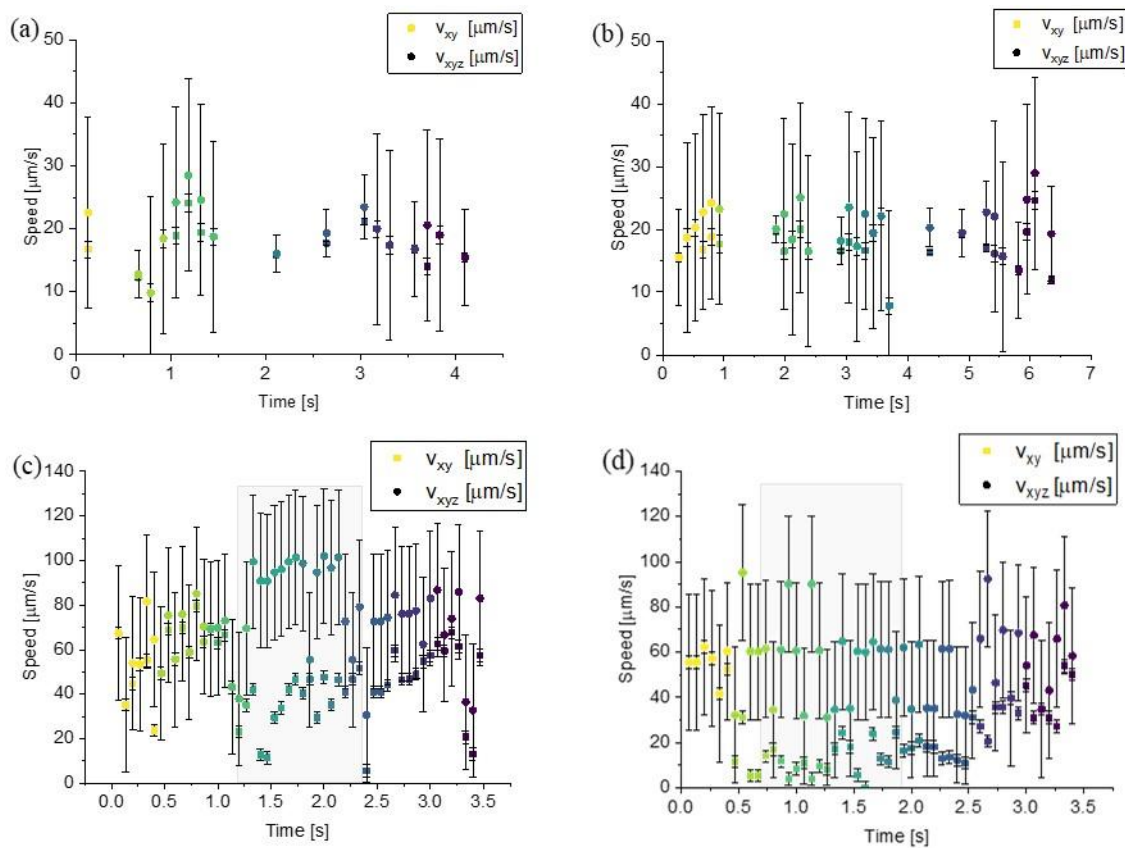 (a)
v_xy [μm/s]
v_xyz [μm/s]
Speed [μm/s]
50
40
30
20
10
0
0 1 2 3 4
Time [s]
(b)
v_xy [μm/s]
v_xyz [μm/s]
Speed [μm/s]
50
40
30
20
10
0
0 1 2 3 4 5 6 7
Time [s]
(c)
v_xy [μm/s]
v_xyz [μm/s]
Speed [μm/s]
140
120
100
80
60
40
20
0
0.0 0.5 1.0 1.5 2.0 2.5 3.0 3.5
Time [s]
(d)
v_xy [μm/s]
v_xyz [μm/s]
Speed [μm/s]
140
120
100
80
60
40
20
0
0.0 0.5 1.0 1.5 2.0 2.5 3.0 3.5
Time [s]